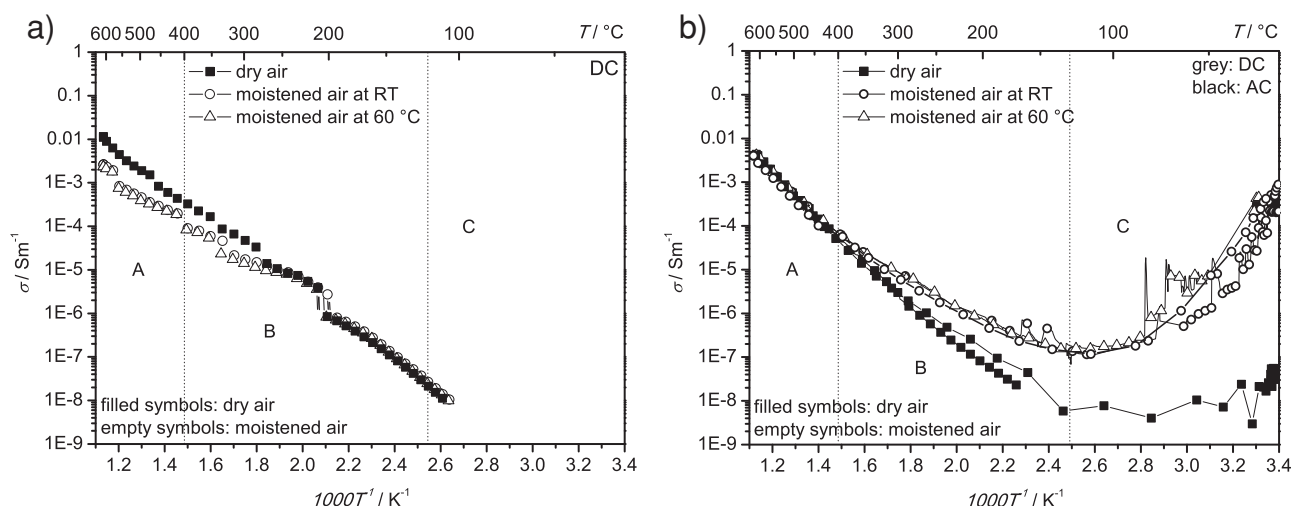 a)
600 500 400 300 200 100 T / °C
1
0.1
0.01
1E-3
1E-4
1E-5
1E-6
1E-7
1E-8
1E-9
σ / Sm⁻¹
DC
dry air
moistened air at RT
moistened air at 60 °C
A
B
C
filled symbols: dry air
empty symbols: moistened air
1.2 1.4 1.6 1.8 2.0 2.2 2.4 2.6 2.8 3.0 3.2 3.4
1000T¹ / K⁻¹
b)
600 500 400 300 200 100 T / °C
1
0.1
0.01
1E-3
1E-4
1E-5
1E-6
1E-7
1E-8
1E-9
σ / Sm⁻¹
grey: DC
black: AC
dry air
moistened air at RT
moistened air at 60 °C
A
B
C
filled symbols: dry air
empty symbols: moistened air
1.2 1.4 1.6 1.8 2.0 2.2 2.4 2.6 2.8 3.0 3.2 3.4
1000T¹ / K⁻¹